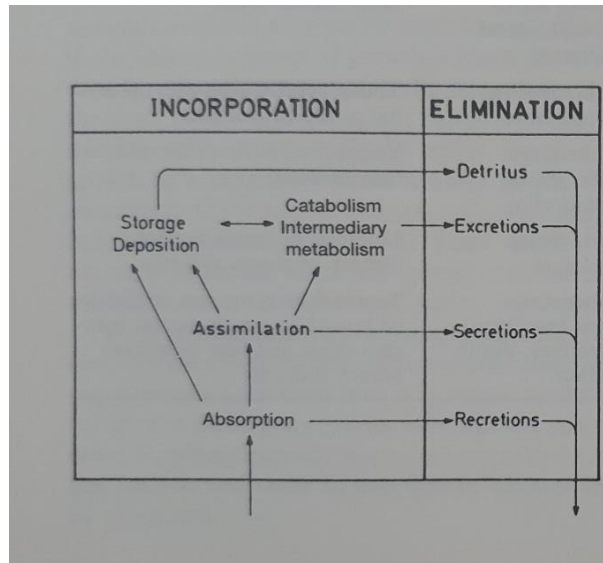 INCORPORATION
ELIMINATION
Detritus
Storage
Deposition
Catabolism
Intermediary
metabolism
Excretions
Assimilation
Secretions
Absorption
Recretions